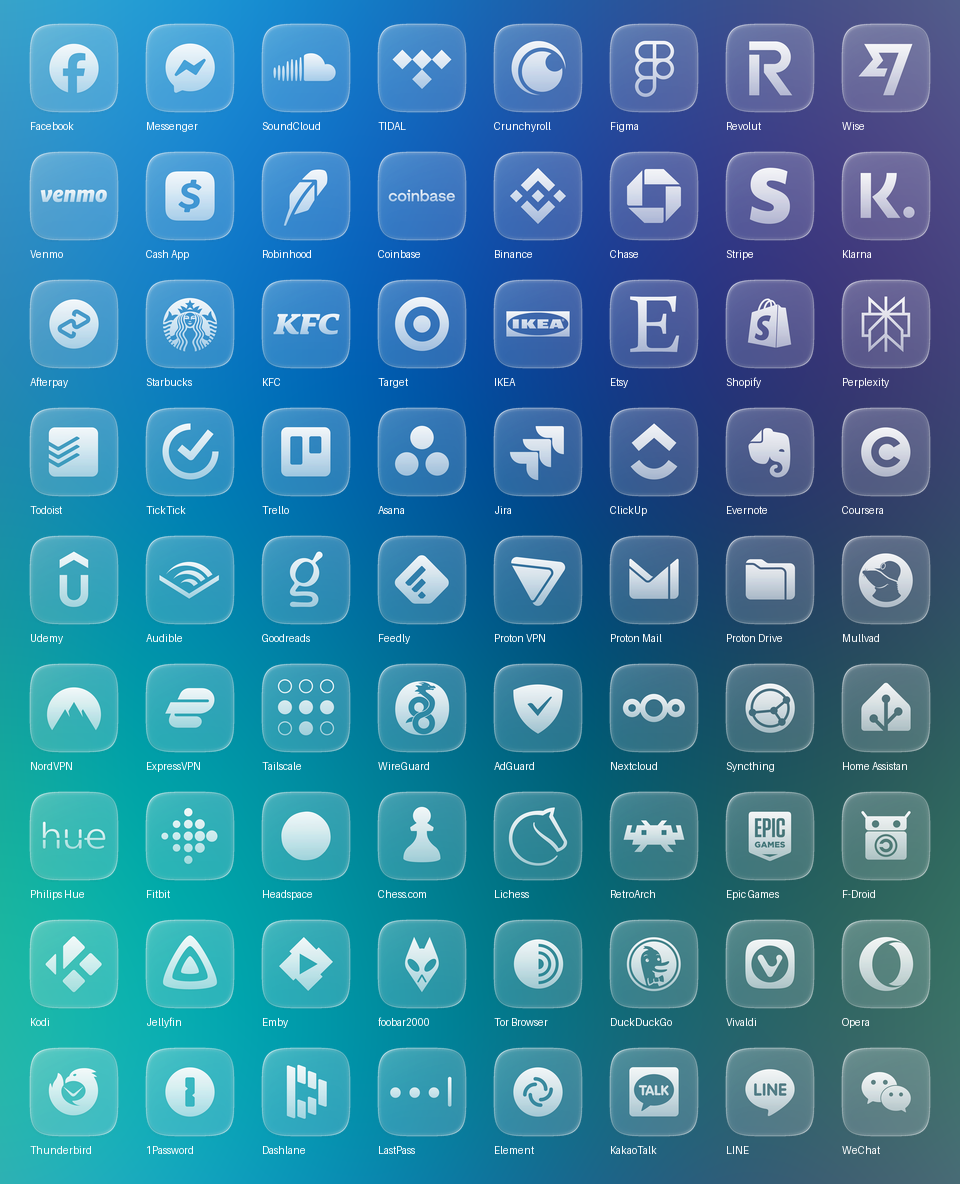 Facebook Messenger SoundCloud TIDAL Crunchyroll Figma Revolut Wise
venmo coinbase
Venmo Cash App Robinhood Coinbase Binance Chase Stripe Klarna
KFC IKEA
Afterpay Starbucks KFC Target IKEA Etsy Shopify Perplexity
Todoist TickTick Trello Asana Jira ClickUp Evernote Coursera
Udemy Audible Goodreads Feedly Proton VPN Proton Mail Proton Drive Mullvad
NordVPN ExpressVPN Tailscale WireGuard AdGuard Nextcloud Syncthing Home Assistan
hue EPIC
GAMES
Philips Hue Fitbit Headspace Chess.com Lichess RetroArch Epic Games F-Droid
Kodi Jellyfin Emby foobar2000 Tor Browser DuckDuckGo Vivaldi Opera
TALK LINE
Thunderbird 1Password Dashlane LastPass Element KakaoTalk LINE WeChat